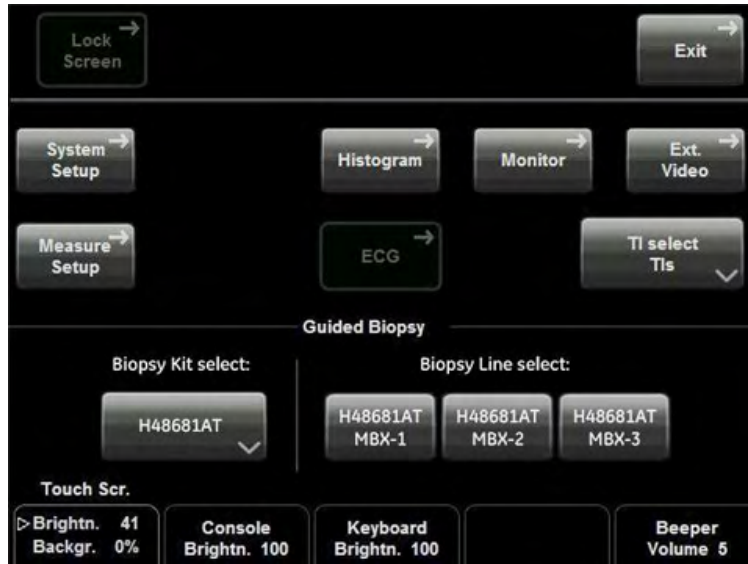 Lock
Screen
Exit
System
Setup
Histogram
Monitor
Ext.
Video
Measure
Setup
ECG
TI select
TIs
Guided Biopsy
Biopsy Kit select:
Biopsy Line select:
H48681AT
H48681AT
MBX-1
H48681AT
MBX-2
H48681AT
MBX-3
Touch Scr.
Brightn. 41
Backgr. 0%
Console
Brightn. 100
Keyboard
Brightn. 100
Beeper
Volume 5